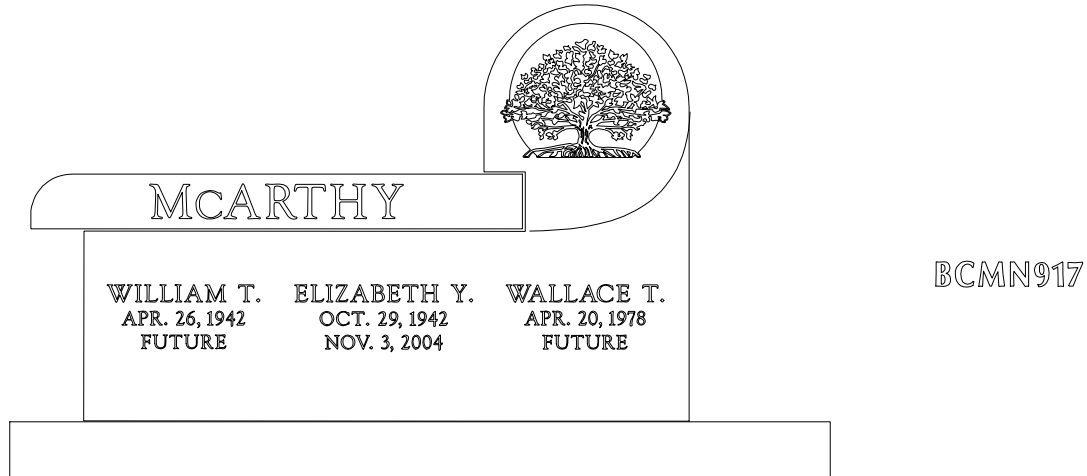 McARTHY
WILLIAM T.
APR. 26, 1942
FUTURE
ELIZABETH Y.
OCT. 29, 1942
NOV. 3, 2004
WALLACE T.
APR. 20, 1978
FUTURE
BCMN917